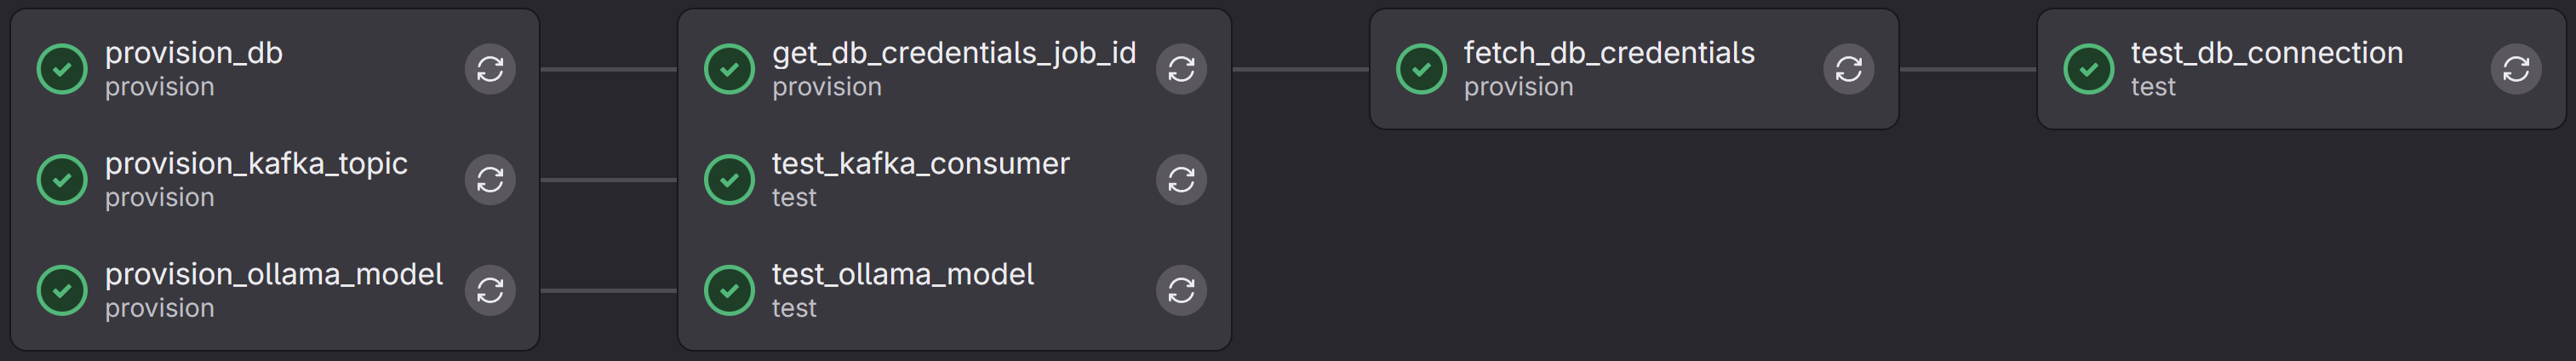 provision_db
provision
provision_kafka_topic
provision
provision_ollama_model
provision
get_db_credentials_job_id
provision
test_kafka_consumer
test
test_ollama_model
test
fetch_db_credentials
provision
test_db_connection
test